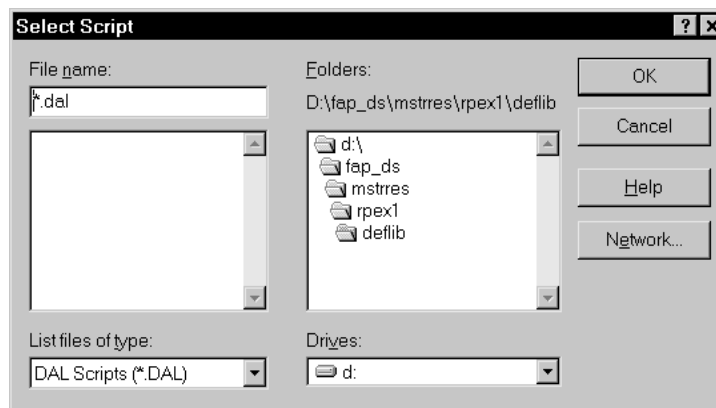 Select Script
File name:
*.dal
List files of type:
DAL Scripts (*.DAL)
Folders:
D:\fap_ds\mstrres\rpex1\deflib
d:\
fap_ds
mstrres
rpex1
deflib
Drives:
d:
OK
Cancel
Help
Network...